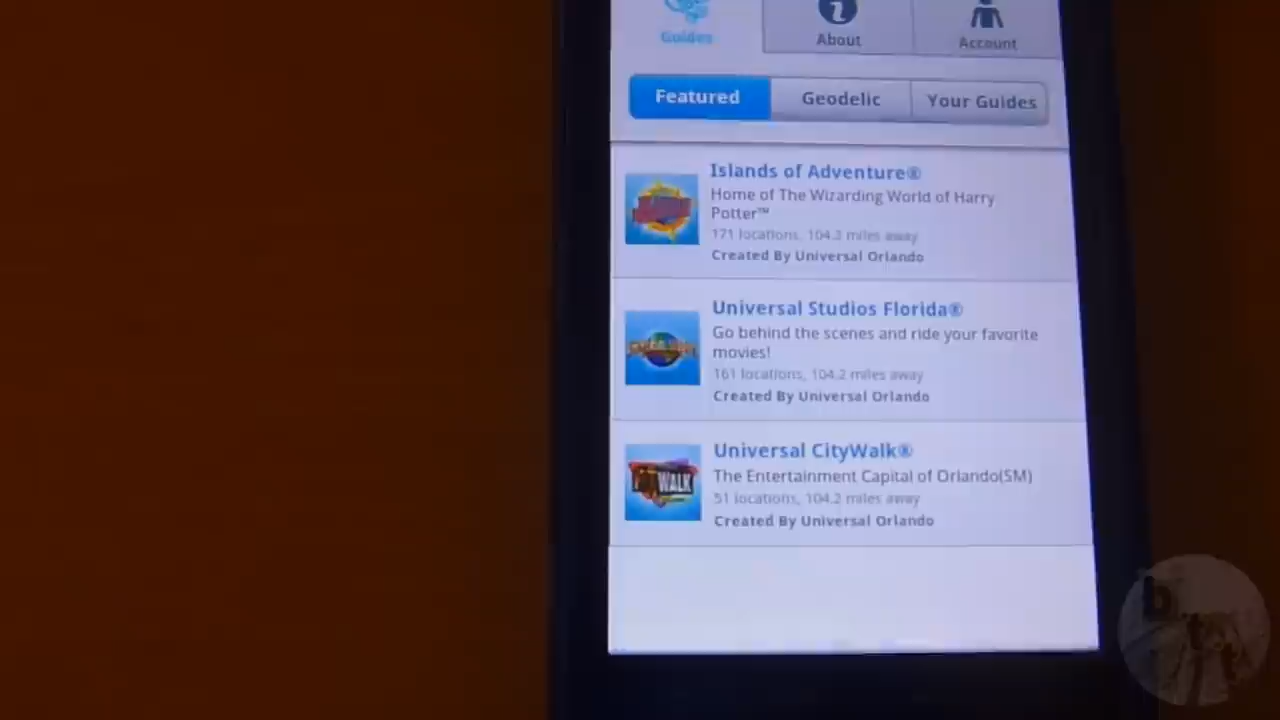 Guides
About
Account
Featured
Geodelic
Your Guides
Islands of Adventure®
Home of The Wizarding World of Harry
Potter™
171 locations, 104.3 miles away
Created By Universal Orlando
Universal Studios Florida®
Go behind the scenes and ride your favorite
movies!
161 locations, 104.2 miles away
Created By Universal Orlando
Universal CityWalk®
WALK
The Entertainment Capital of Orlando(SM)
51 locations, 104.2 miles away
Created By Universal Orlando